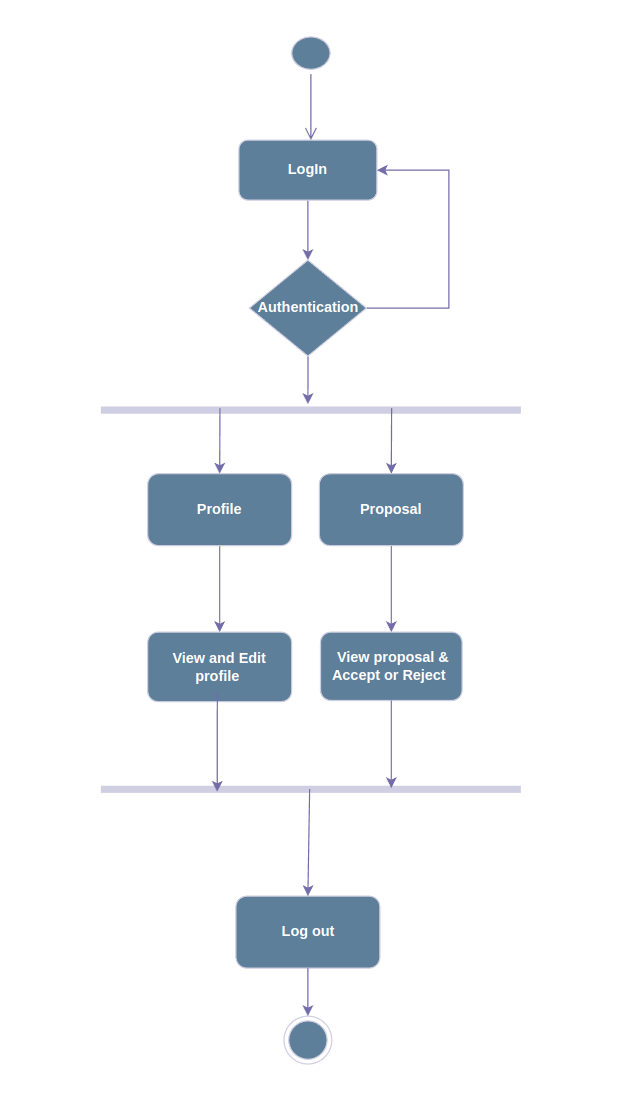 LogIn
Authentication
Profile
Proposal
View and Edit
profile
View proposal &
Accept or Reject
Log out